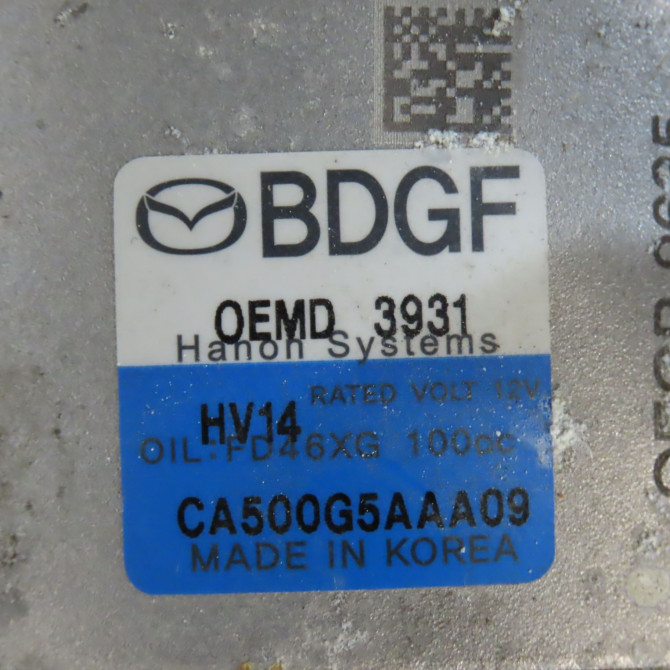 BDGF
OEMD 3931
Hanon Systems
RATED VOLT 12V
HV14
OIL:FD46XG 100cc
CA500G5AAA09
MADE IN KOREA